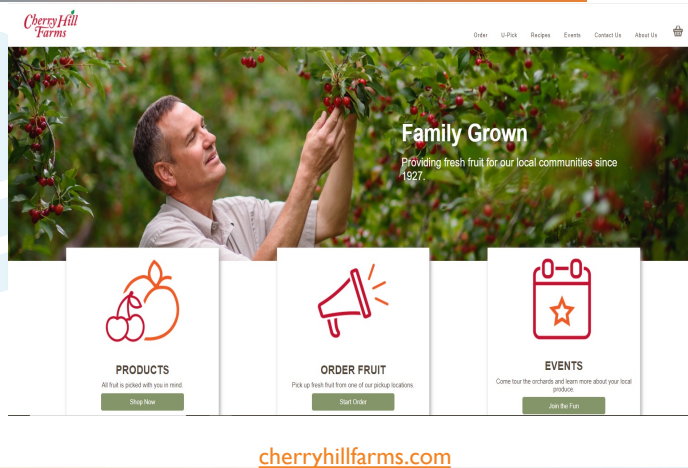 Cherry Hill
Farms
Order U-Pick Recipes Events Contact Us About Us
Family Grown
Providing fresh fruit for our local communities since
1927.
PRODUCTS
All fruit is picked with you in mind.
Shop Now
ORDER FRUIT
Pick up fresh fruit from one of our pickup locations.
Start Order
EVENTS
Come tour the orchards and learn more about your local
produce.
Join the Fun
cherryhillfarms.com